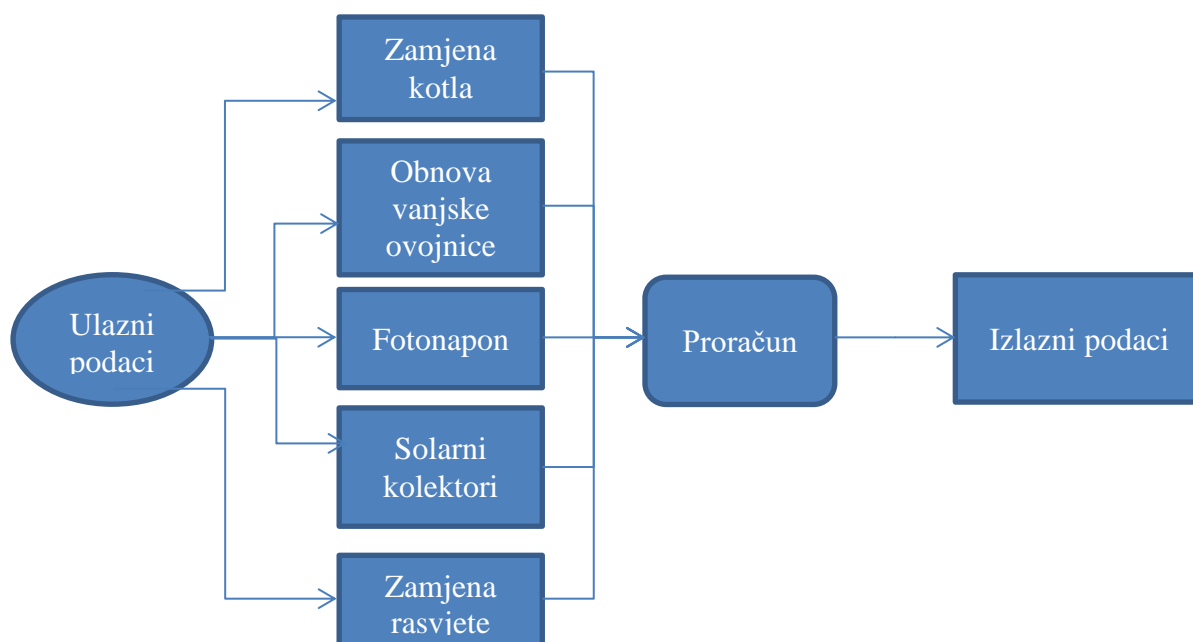 Zamjena
kotla
Obnova
vanjske
ovojnice
Ulazni
podaci
Fotonapon
Proračun
Izlazni podaci
Solarni
kolektori
Zamjena
rasvjete